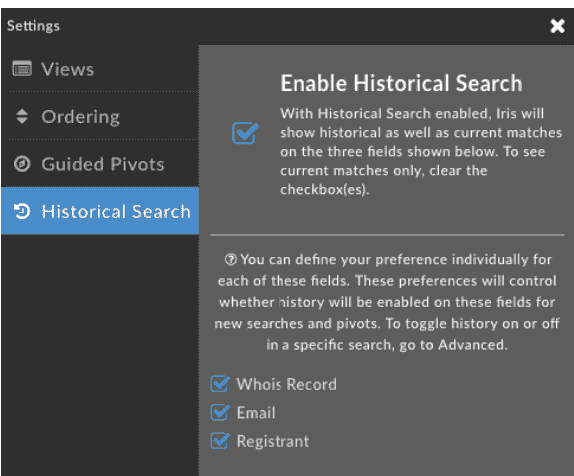 Settings
Views
Ordering
Guided Pivots
Historical Search
Enable Historical Search
With Historical Search enabled, Iris will
show historical as well as current matches
on the three fields shown below. To see
current matches only, clear the
checkbox(es).
You can define your preference individually for
each of these fields. These preferences will control
whether history will be enabled on these fields for
new searches and pivots. To toggle history on or off
in a specific search, go to Advanced.
Whois Record
Email
Registrant